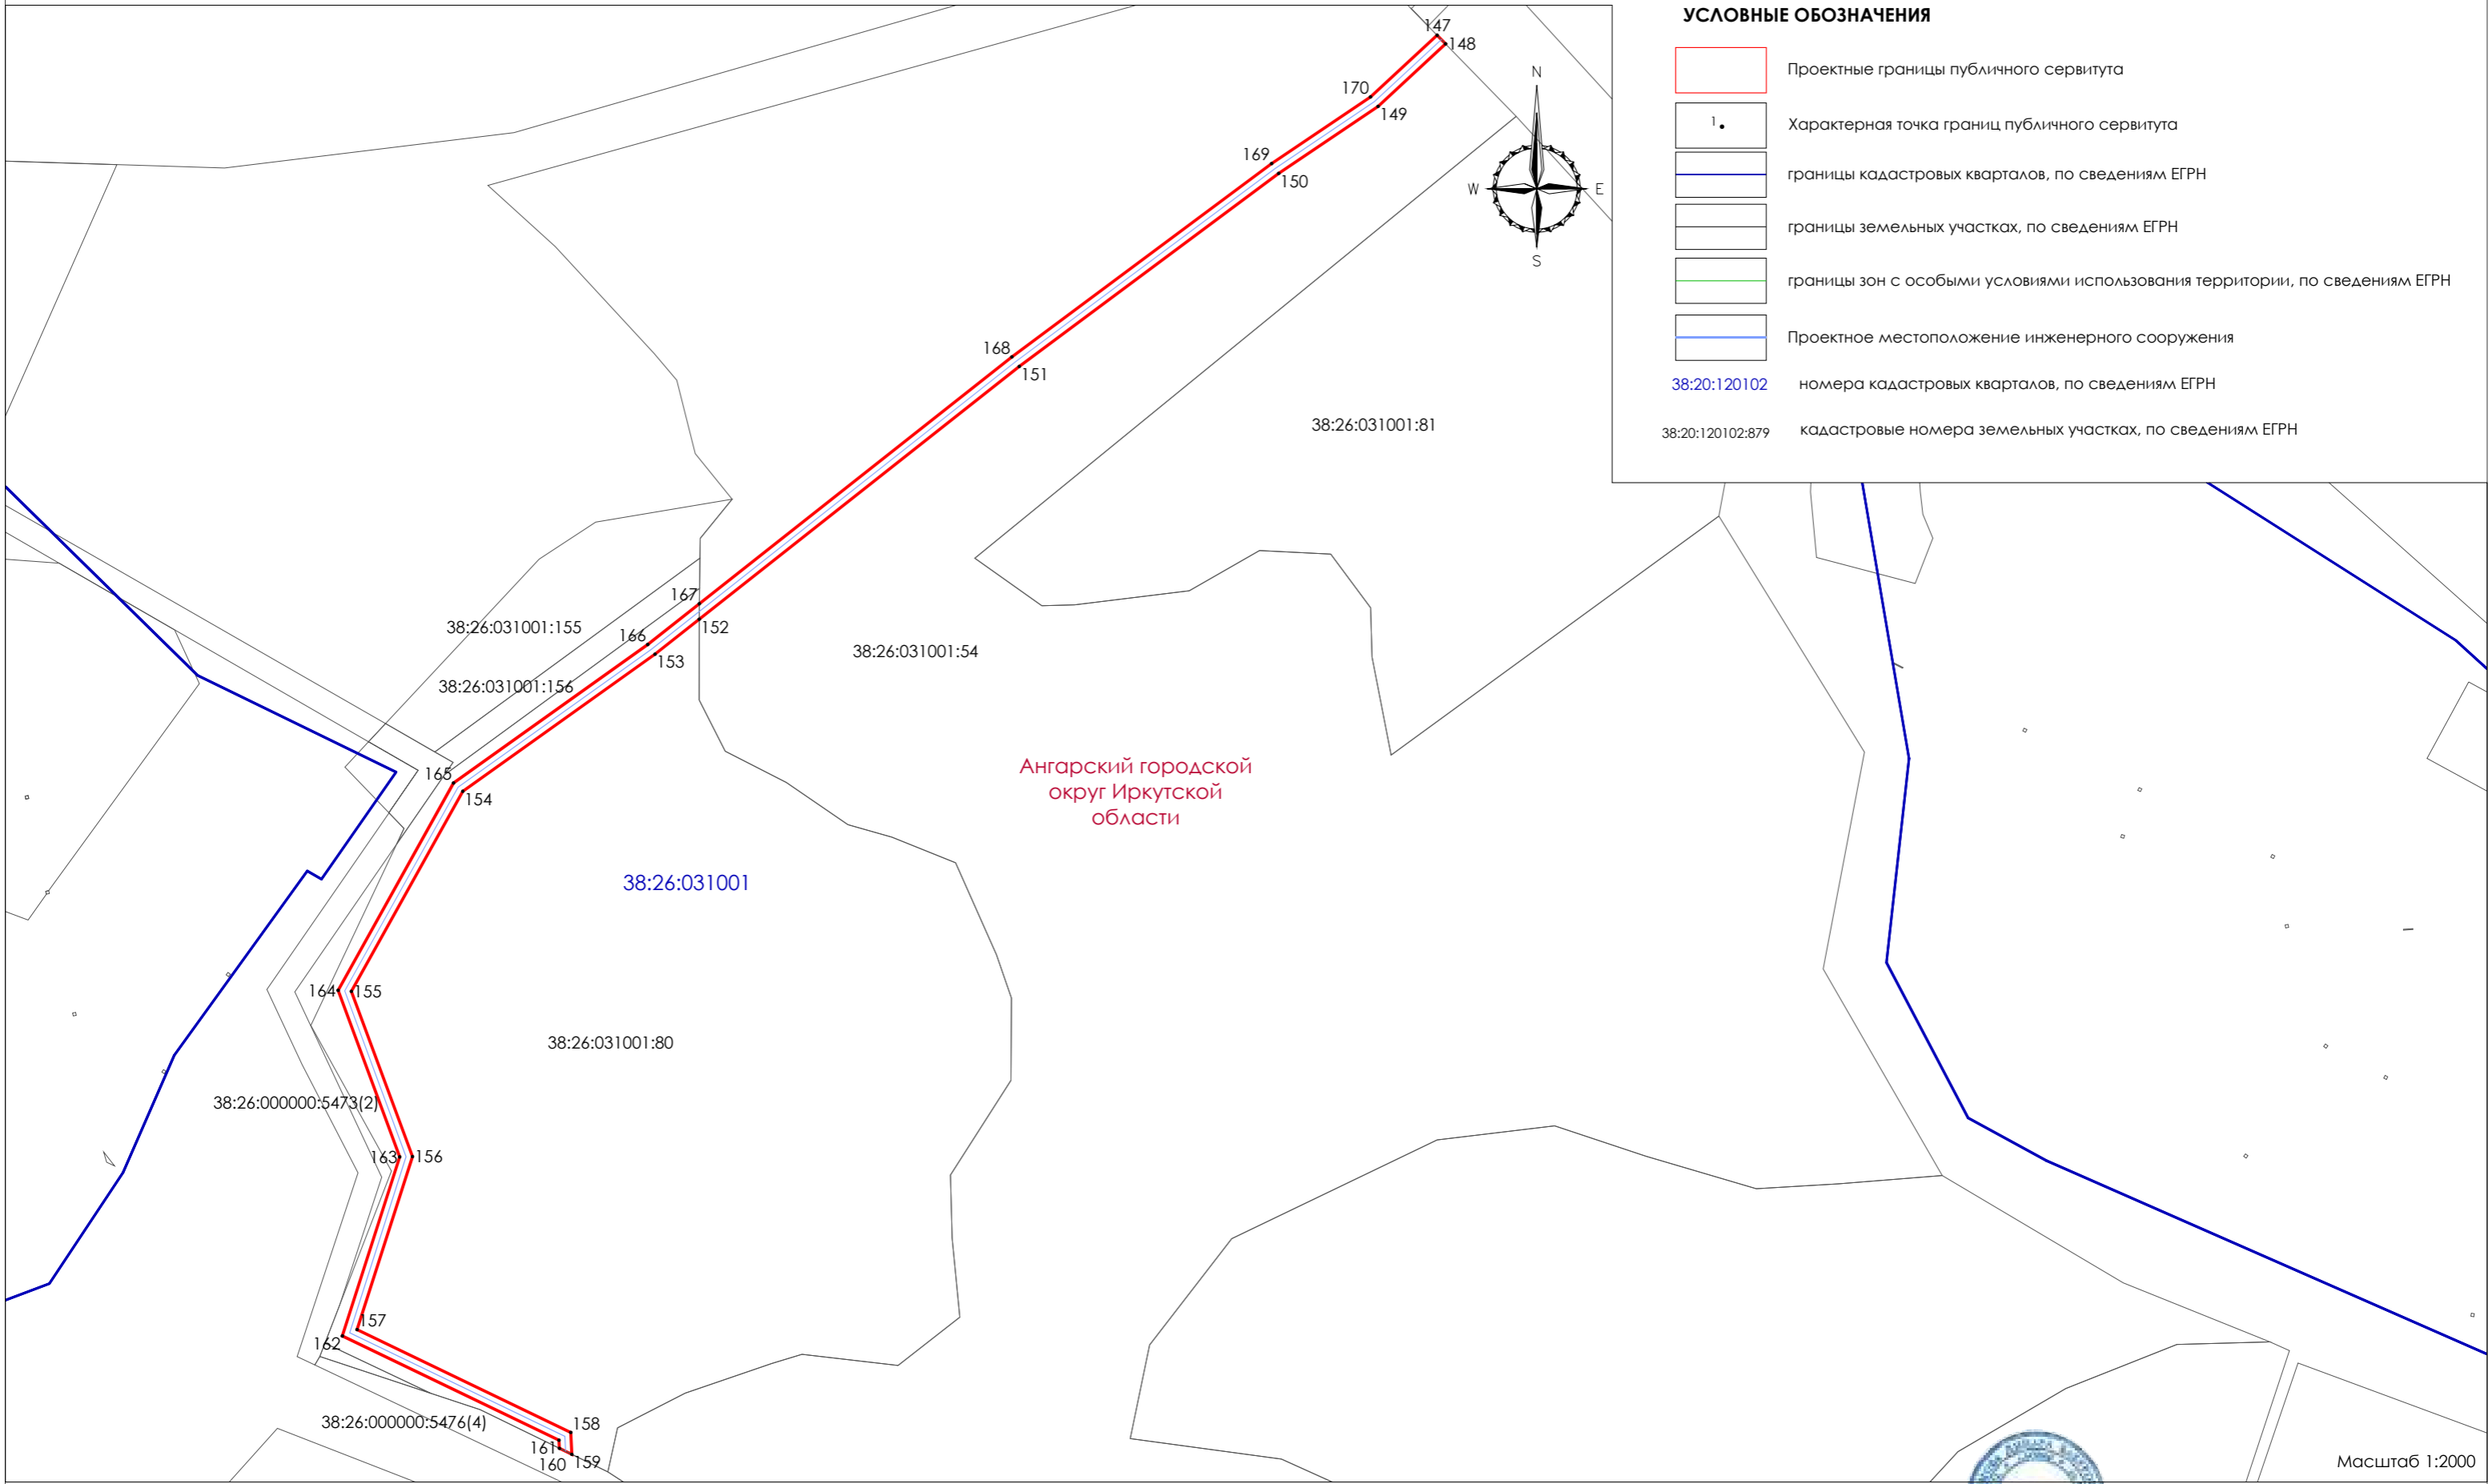 УСЛОВНЫЕ ОБОЗНАЧЕНИЯ
Проектные границы публичного сервитута
1
Характерная точка границ публичного сервитута
границы кадастровых кварталов, по сведениям ЕГРН
границы земельных участках, по сведениям ЕГРН
границы зон с особыми условиями использования территории, по сведениям ЕГРН
Проектное местоположение инженерного сооружения
38:20:120102 номера кадастровых кварталов, по сведениям ЕГРН
38:20:120102:879 кадастровые номера земельных участках, по сведениям ЕГРН
147
148
N
170
149
169
150
W
E
S
168
151
38:26:031001:81
167
38:26:031001:155
152
166
153
38:26:031001:54
38:26:031001:156
165
154
Ангарский городской
округ Иркутской
области
38:26:031001
164
155
38:26:031001:80
38:26:000000:5473(2)
163
156
157
162
38:26:000000:5476(4)
158
161
160
159
Масштаб 1:2000